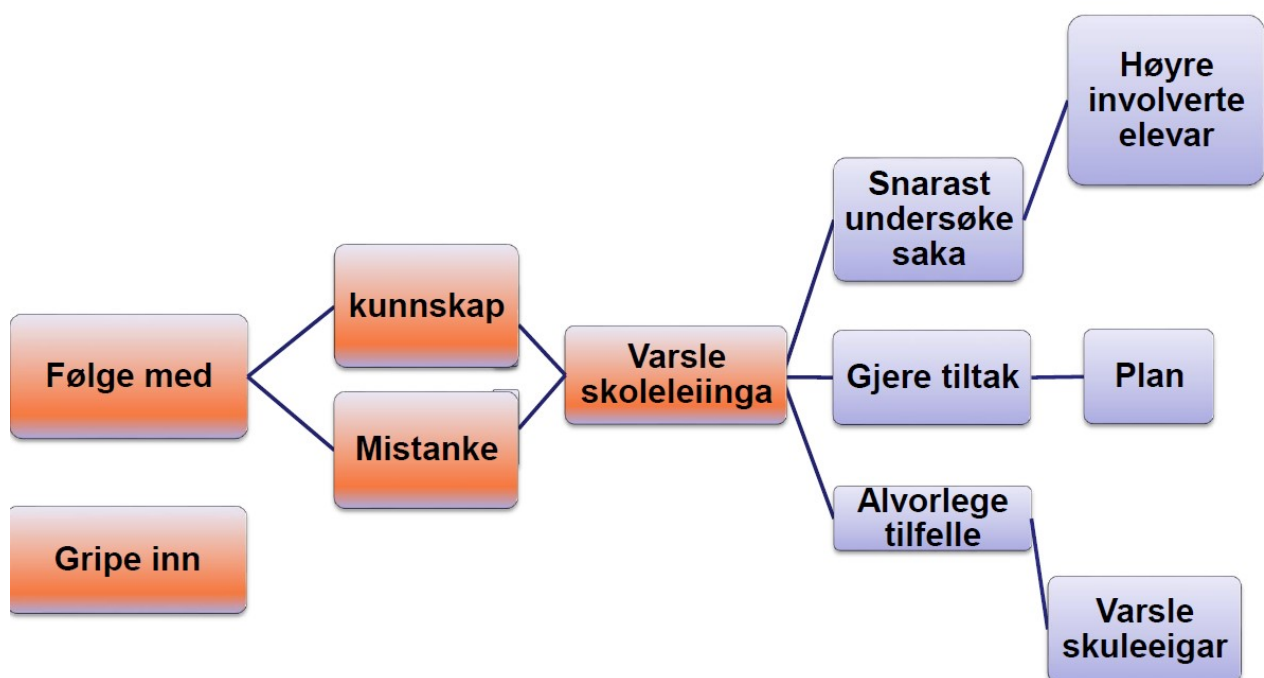 Følge med
Gripe inn
kunnskap
Mistanke
Varsle
skoleleiinga
Snarast
undersøke
saka
Høyre
involverte
elevar
Gjere tiltak
Plan
Alvorlege
tilfelle
Varsle
skuleeigar